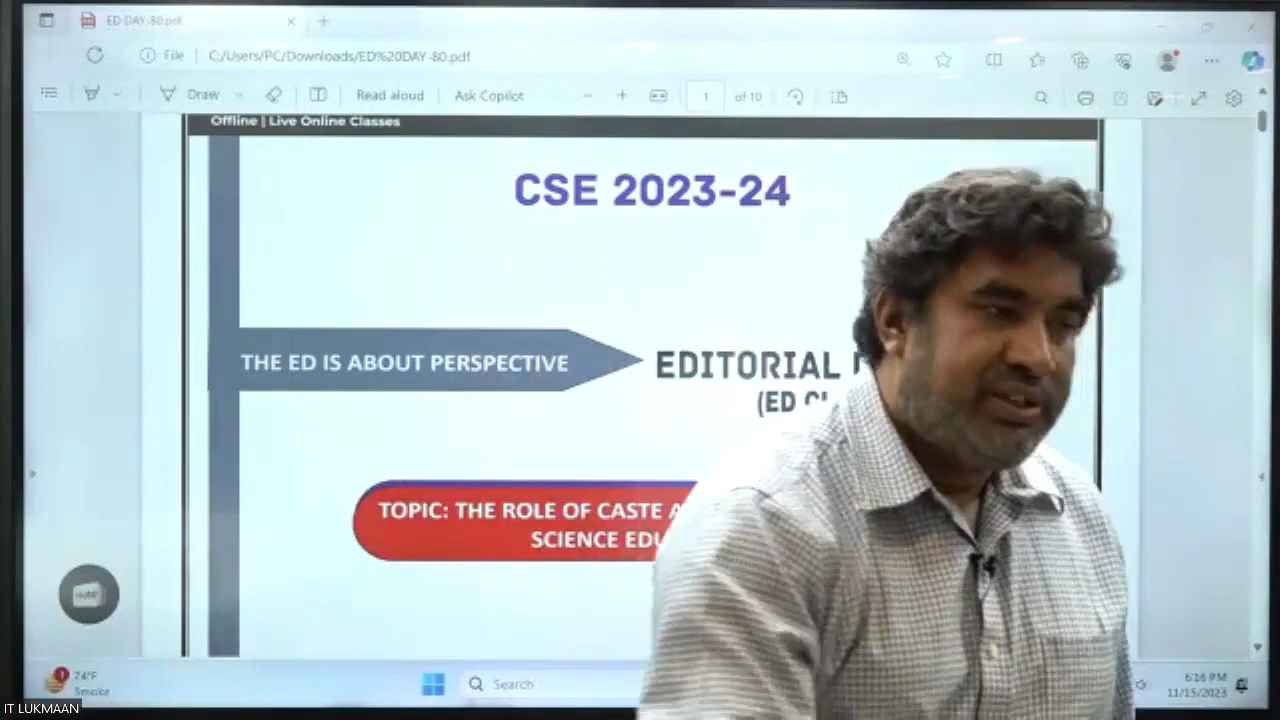 ED DAY-80.pdf
File
C:/Users/PC/Downloads/ED%20DAY-80.pdf
Draw
Read aloud
Ask Copilot
1
of 10
Offline | Live Online Classes
CSE 2023-24
THE ED IS ABOUT PERSPECTIVE
EDITORIAL
(ED
TOPIC: THE ROLE OF CASTE
SCIENCE
74°F
Smoke
1
Search
6:16 PM
11/15/2023
IT LUKMAAN